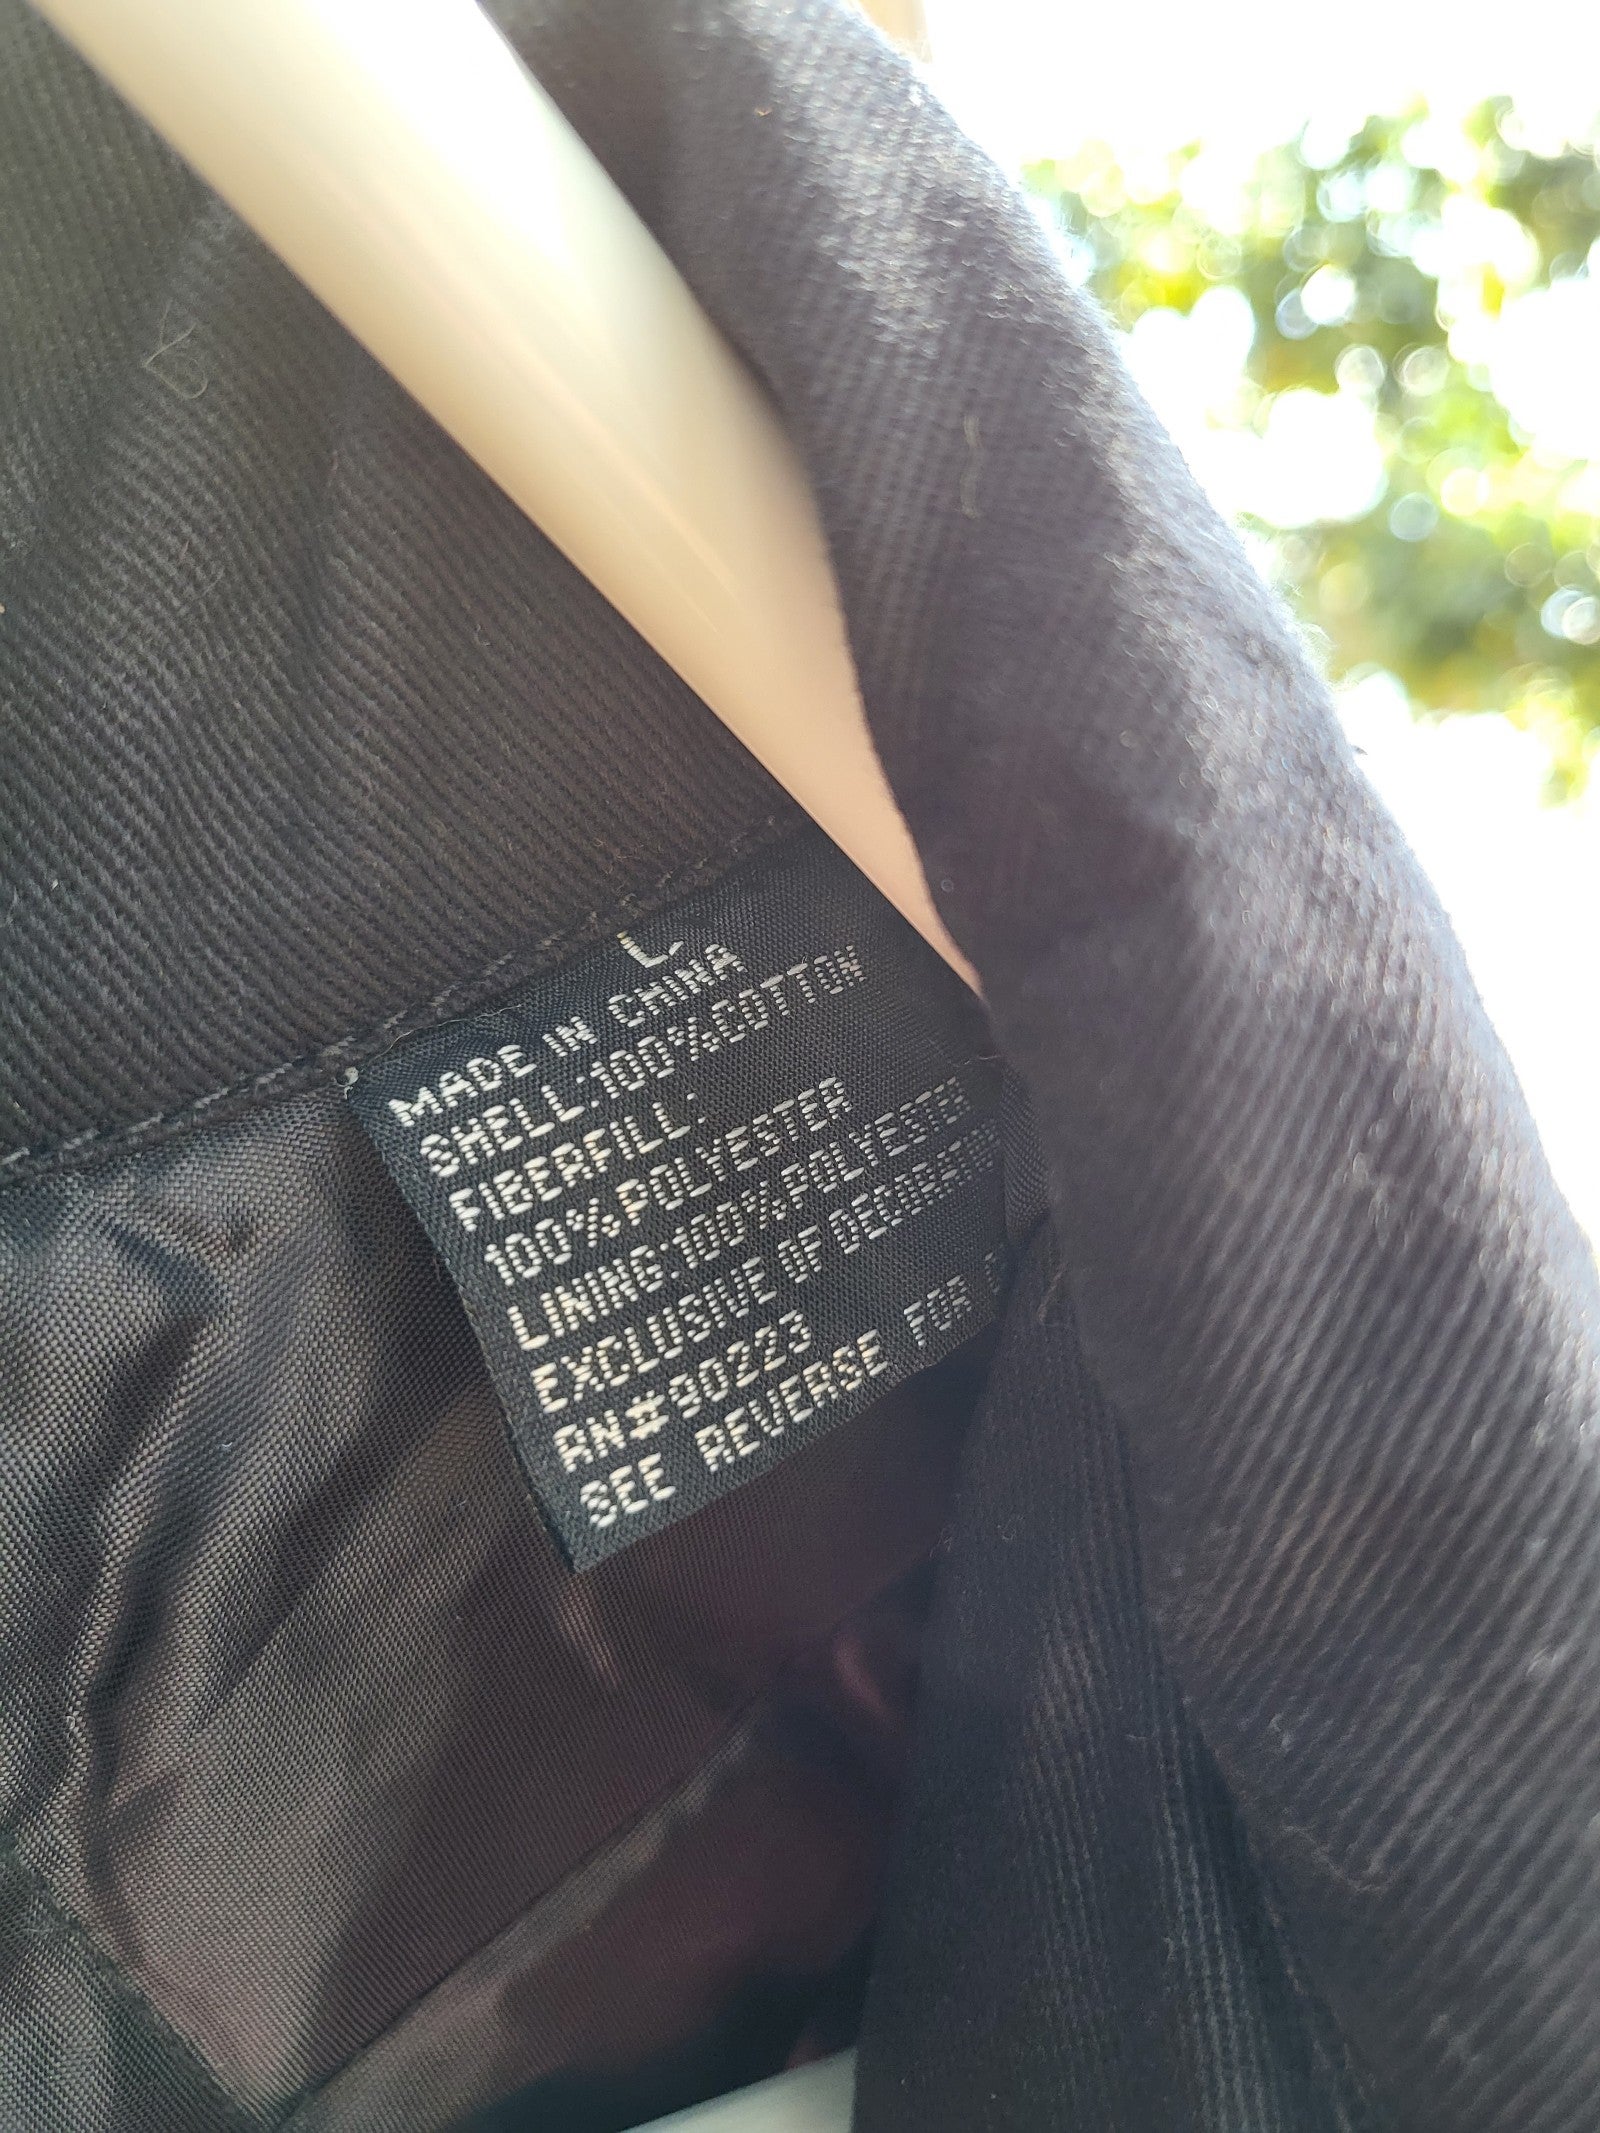 L
MADE IN CHINA
SHELL:100%COTTON
FIBERFILL:
100%POLYESTER
LINING:100%POLYESTER
EXCLUSIVE OF
RN#90223
SEE REVERSE FOR